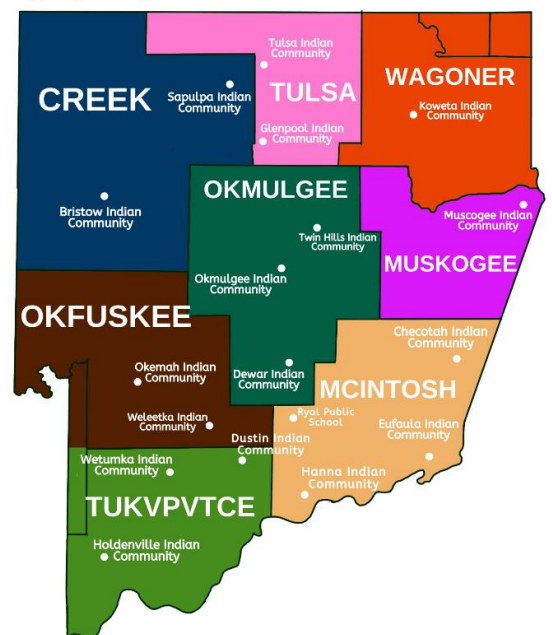 Tulsa Indian
Community
CREEK
Sapulpa Indian
Community
TULSA
WAGONER
Koweta Indian
Community
Glenpool Indian
Community
Bristow Indian
Community
OKMULGEE
Twin Hills Indian
Community
Okmulgee Indian
Community
Muscogee Indian
Community
MUSKOGEE
OKFUSKEE
Okemah Indian
Community
Dewar Indian
Community
Checotah Indian
Community
MCINTOSH
Weleetka Indian
Community
Ryal Public
School
Eufaula Indian
Community
Dustin Indian
Community
Wetumka Indian
Community
Hanna Indian
Community
TUKVPVTCE
Holdenville Indian
Community